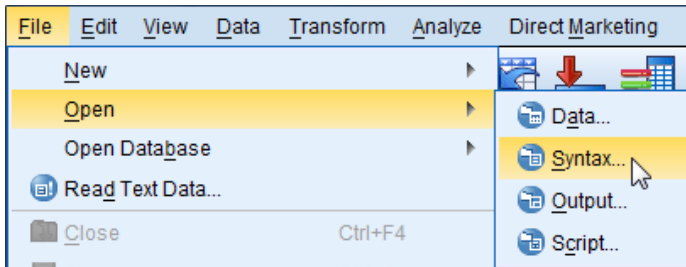 File Edit View Data Transform Analyze Direct Marketing
New
Open
Data...
Open Database
Syntax...
Read Text Data...
Output...
Close Ctrl+F4
Script...